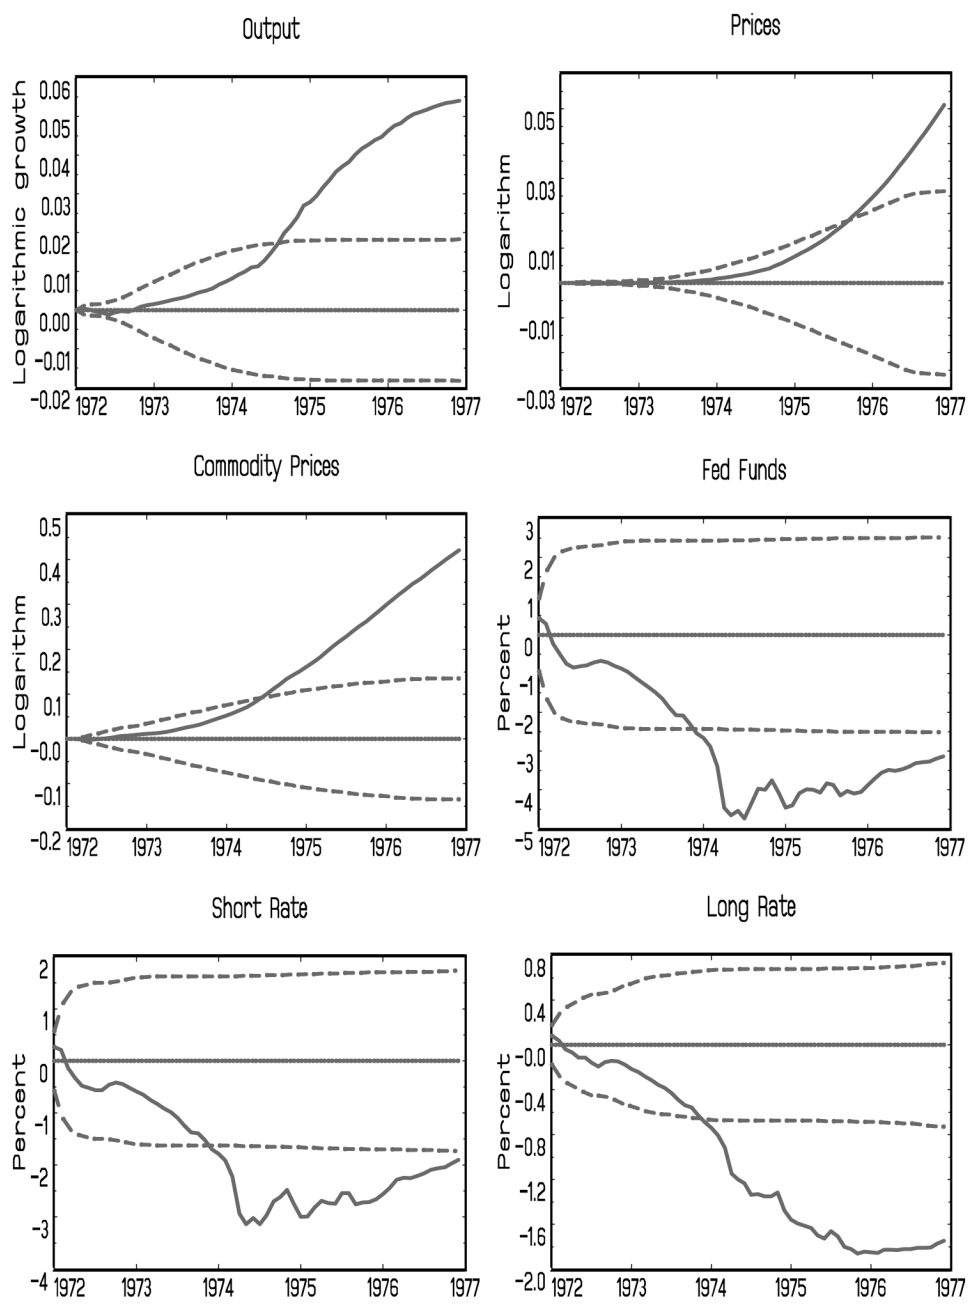 Output
Logarithmic growth
0.06
0.05
0.04
0.03
0.02
0.01
0.00
-0.01
-0.02
1972 1973 1974 1975 1976 1977
Prices
Logarithm
0.05
0.03
0.01
-0.01
-0.03
1972 1973 1974 1975 1976 1977
Commodity Prices
Logarithm
0.5
0.4
0.3
0.2
0.1
-0.0
-0.1
-0.2
1972 1973 1974 1975 1976 1977
Fed Funds
Percent
3
2
1
0
-1
-2
-3
-4
-5
1972 1973 1974 1975 1976 1977
Short Rate
Percent
2
1
0
-1
-2
-3
-4
1972 1973 1974 1975 1976 1977
Long Rate
Percent
0.8
0.4
-0.0
-0.4
-0.8
-1.2
-1.6
-2.0
1972 1973 1974 1975 1976 1977